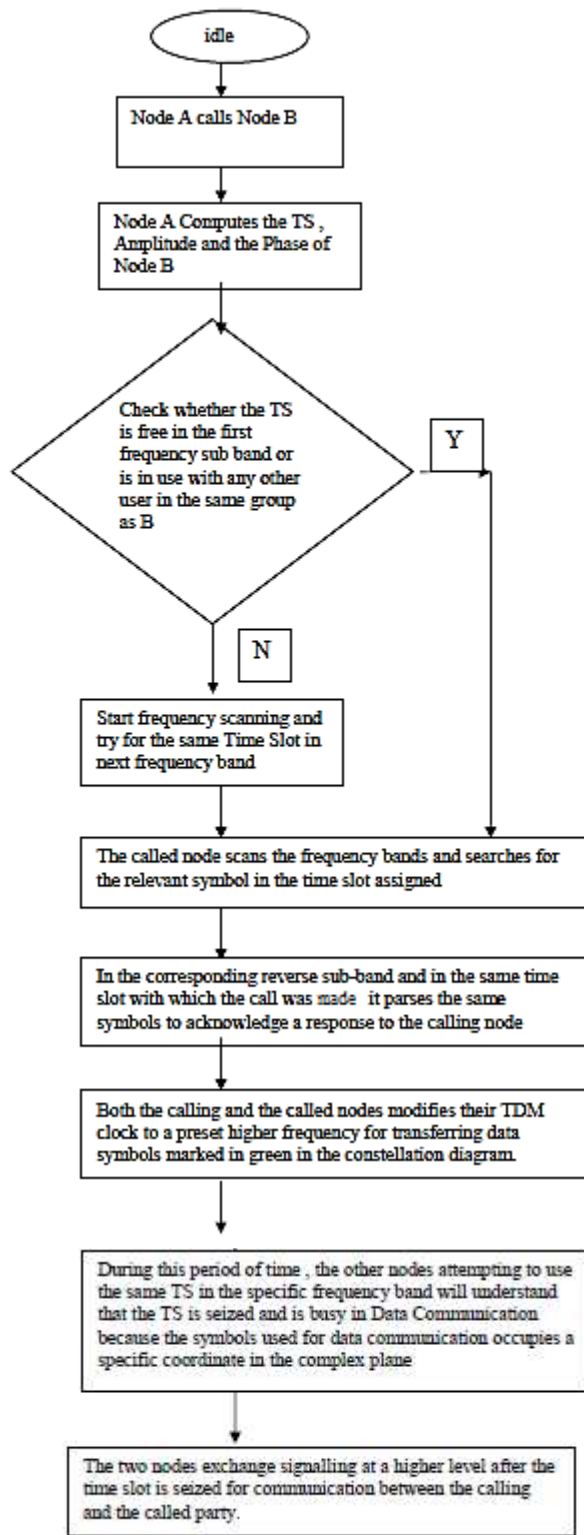 idle
Node A calls Node B
Node A Computes the TS ,
Amplitude and the Phase of
Node B
Check whether the TS
is free in the first
frequency sub band or
is in use with any other
user in the same group
as B
Y
N
Start frequency scanning and
try for the same Time Slot in
next frequency band
The called node scans the frequency bands and searches for
the relevant symbol in the time slot assigned
In the corresponding reverse sub-band and in the same time
slot with which the call was made it parses the same
symbols to acknowledge a response to the calling node
Both the calling and the called nodes modifies their TDM
clock to a preset higher frequency for transferring data
symbols marked in green in the constellation diagram.
During this period of time , the other nodes attempting to use
the same TS in the specific frequency band will understand
that the TS is seized and is busy in Data Communication
because the symbols used for data communication occupies a
specific coordinate in the complex plane
The two nodes exchange signalling at a higher level after the
time slot is seized for communication between the calling
and the called party.